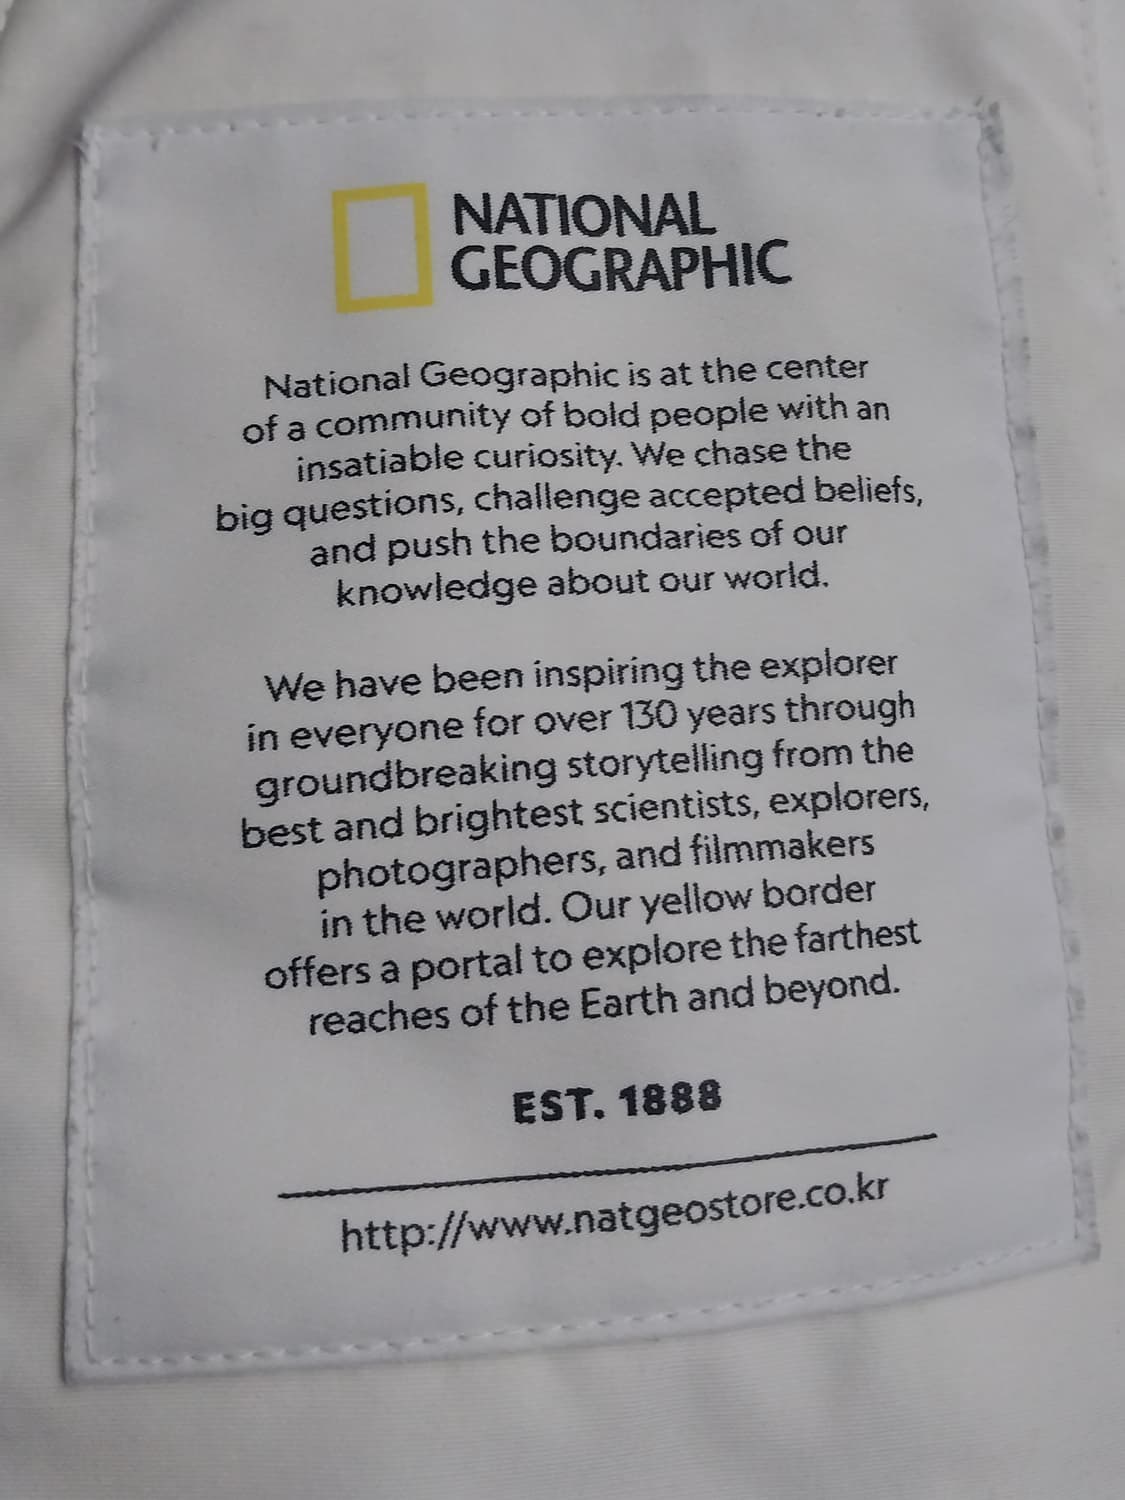 NATIONAL
GEOGRAPHIC
National Geographic is at the center
of a community of bold people with an
insatiable curiosity. We chase the
big questions, challenge accepted beliefs,
and push the boundaries of our
knowledge about our world.
We have been inspiring the explorer
in everyone for over 130 years through
groundbreaking storytelling from the
best and brightest scientists, explorers,
photographers, and filmmakers
in the world. Our yellow border
offers a portal to explore the farthest
reaches of the Earth and beyond.
EST. 1888
http://www.natgeostore.co.kr